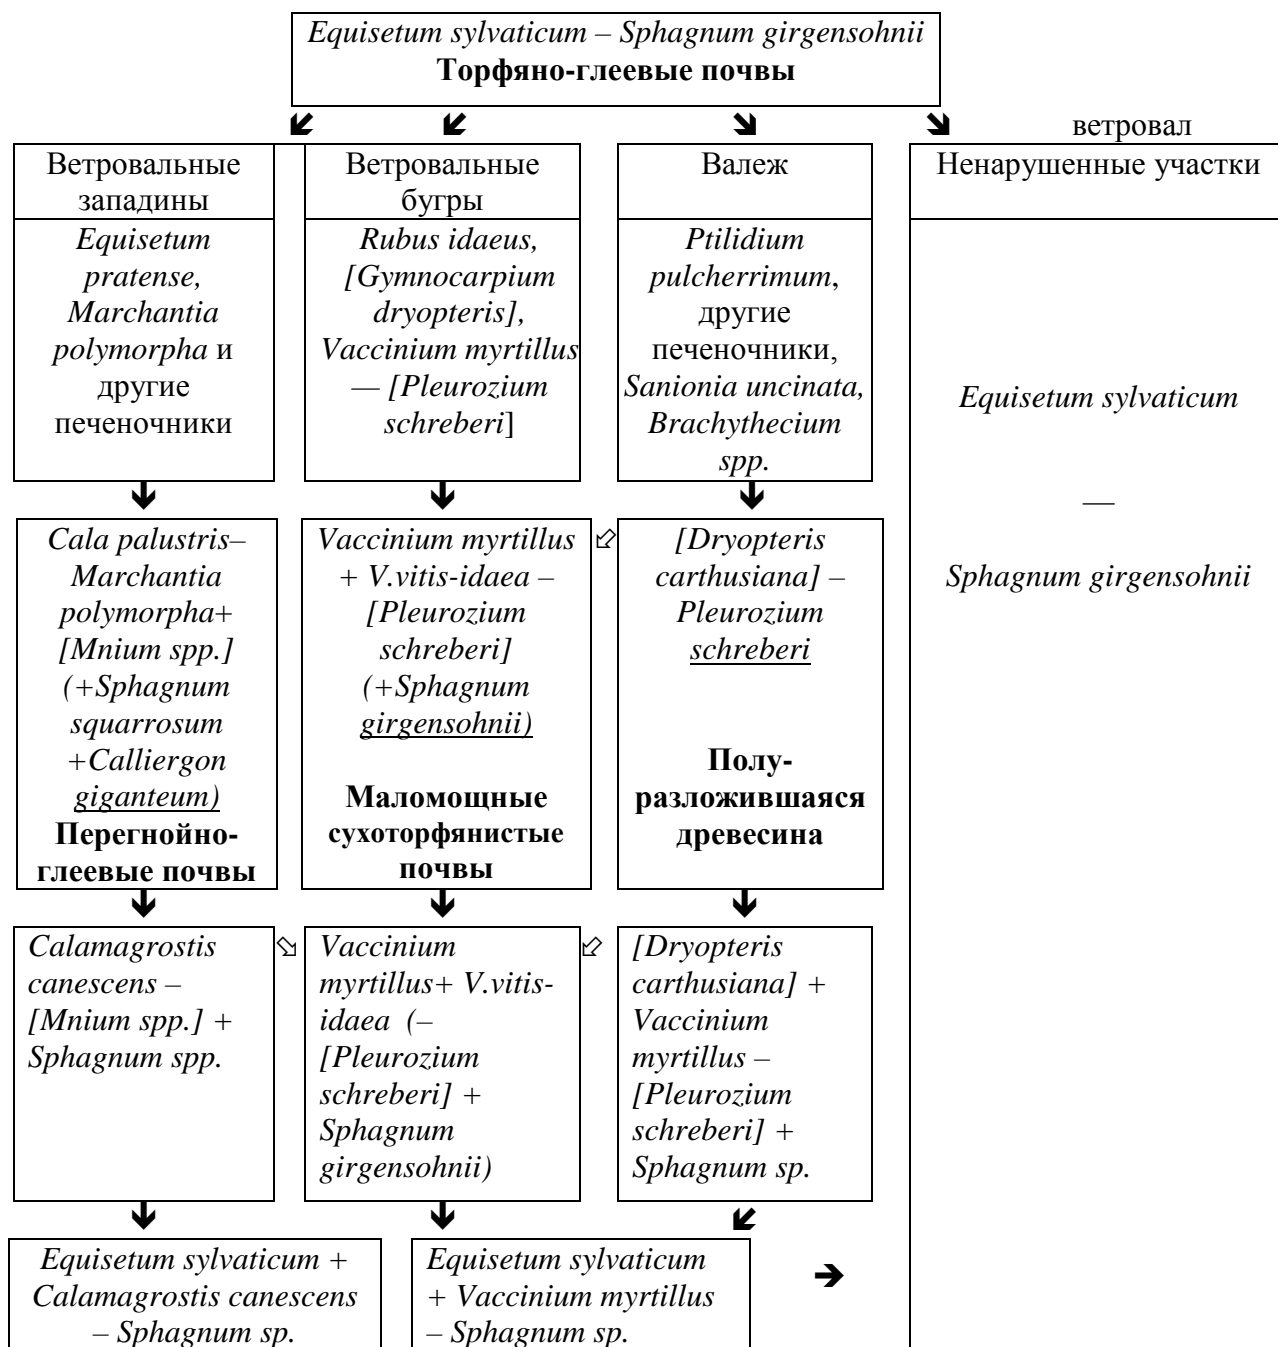 Equisetum sylvaticum – Sphagnum girgensohnii
Торфяно-глеевые почвы
ветровал
Ветровальные
западины
Ветровальные
бугры
Валеж
Ненарушенные участки
Equisetum
pratense,
Marchantia
polymorpha и
другие
печеночники
Rubus idaeus,
[Gymnocarpium
dryopteris],
Vaccinium myrtillus
— [Pleurozium
schreberi]
Ptilidium
pulcherrimum,
другие
печеночники,
Sanionia uncinata,
Brachythecium
spp.
Equisetum sylvaticum
—
Sphagnum girgensohnii
Cala palustris–
Marchantia
polymorpha+
[Mnium spp.]
(+Sphagnum
squarrosum
+Calliergon
giganteum)
Перегнойно-
глеевые почвы
Vaccinium myrtillus
+ V.vitis-idaea –
[Pleurozium
schreberi]
(+Sphagnum
girgensohnii)
Маломощные
сухоторфянистые
почвы
[Dryopteris
carthusiana] –
Pleurozium
schreberi
Полу-
разложившаяся
древесина
Calamagrostis
canescens –
[Mnium spp.] +
Sphagnum spp.
Vaccinium
myrtillus+ V.vitis-
idaea (–
[Pleurozium
schreberi] +
Sphagnum
girgensohnii)
[Dryopteris
carthusiana] +
Vaccinium
myrtillus –
[Pleurozium
schreberi] +
Sphagnum sp.
Equisetum sylvaticum +
Calamagrostis canescens
– Sphagnum sp.
Equisetum sylvaticum
+ Vaccinium myrtillus
– Sphagnum sp.